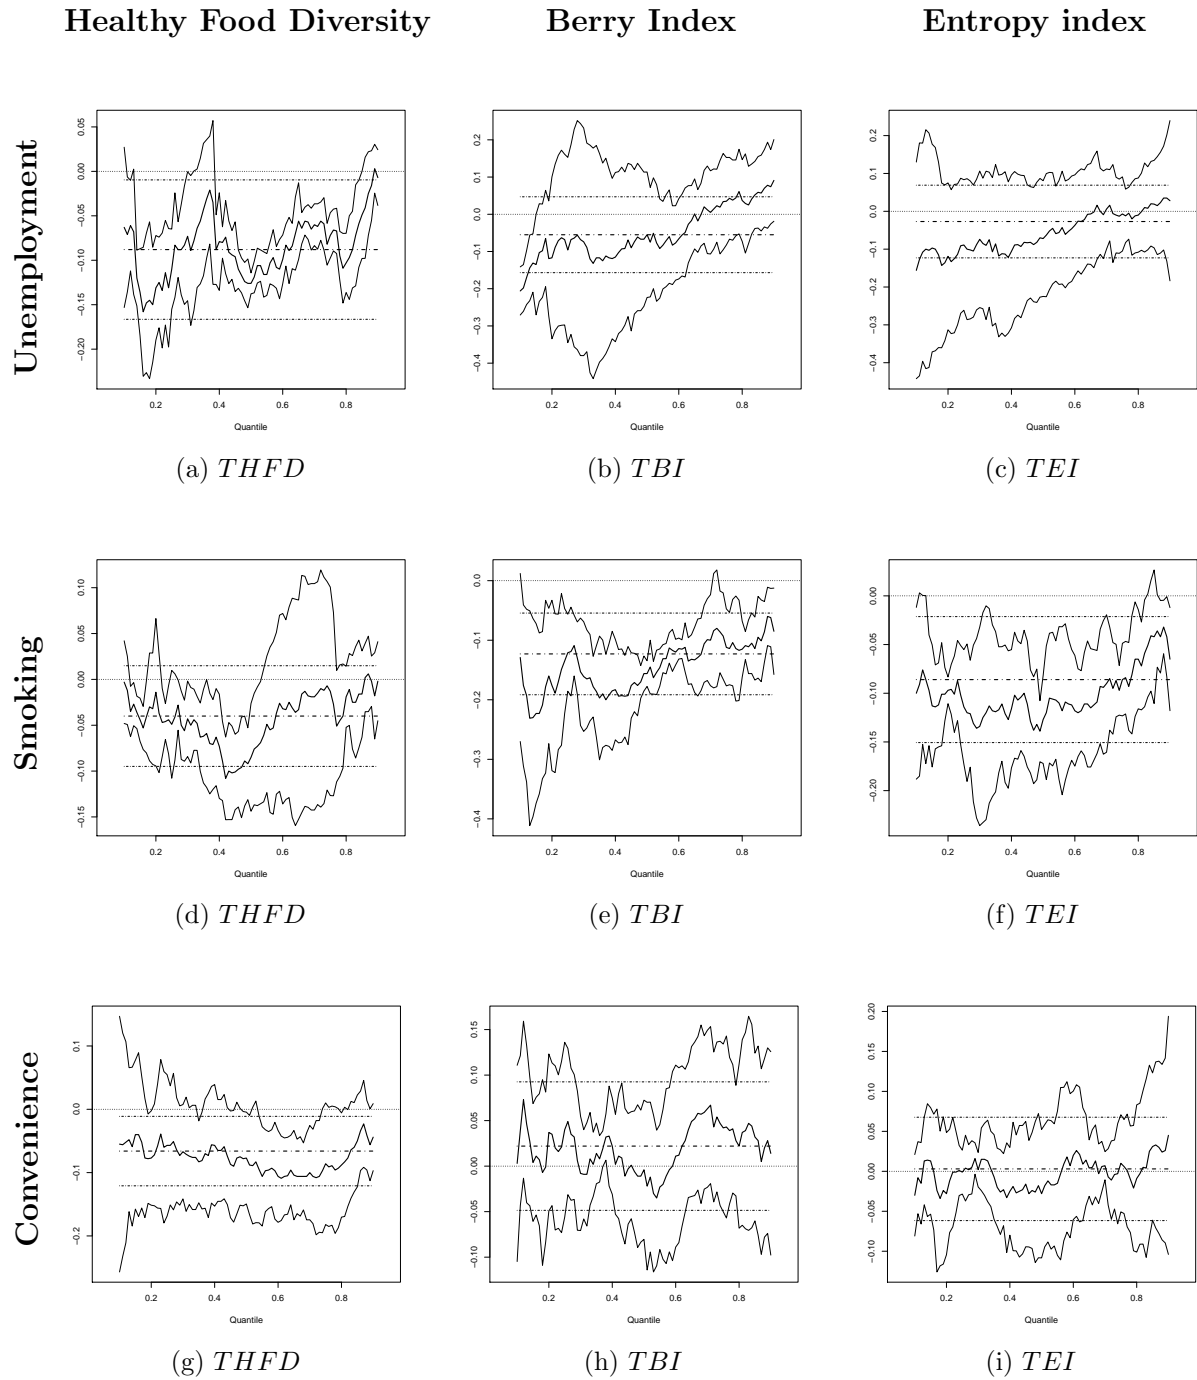 Healthy Food Diversity Berry Index Entropy index
Unemployment
0.05
0.00
−0.05
−0.10
−0.15
−0.20
0.2 0.4 0.6 0.8
Quantile
0.2
0.1
0.0
−0.1
−0.2
−0.3
−0.4
0.2 0.4 0.6 0.8
Quantile
0.2
0.1
0.0
−0.1
−0.2
−0.3
−0.4
0.2 0.4 0.6 0.8
Quantile
(a) THFD (b) TBI (c) TEI
Smoking
0.10
0.05
0.00
−0.05
−0.10
−0.15
0.2 0.4 0.6 0.8
Quantile
0.0
−0.1
−0.2
−0.3
−0.4
0.2 0.4 0.6 0.8
Quantile
0.00
−0.05
−0.10
−0.15
−0.20
0.2 0.4 0.6 0.8
Quantile
(d) THFD (e) TBI (f) TEI
Convenience
0.1
0.0
−0.1
−0.2
0.2 0.4 0.6 0.8
Quantile
0.15
0.10
0.05
0.00
−0.05
−0.10
0.2 0.4 0.6 0.8
Quantile
0.20
0.15
0.10
0.05
0.00
−0.05
−0.10
0.2 0.4 0.6 0.8
Quantile
(g) THFD (h) TBI (i) TEI